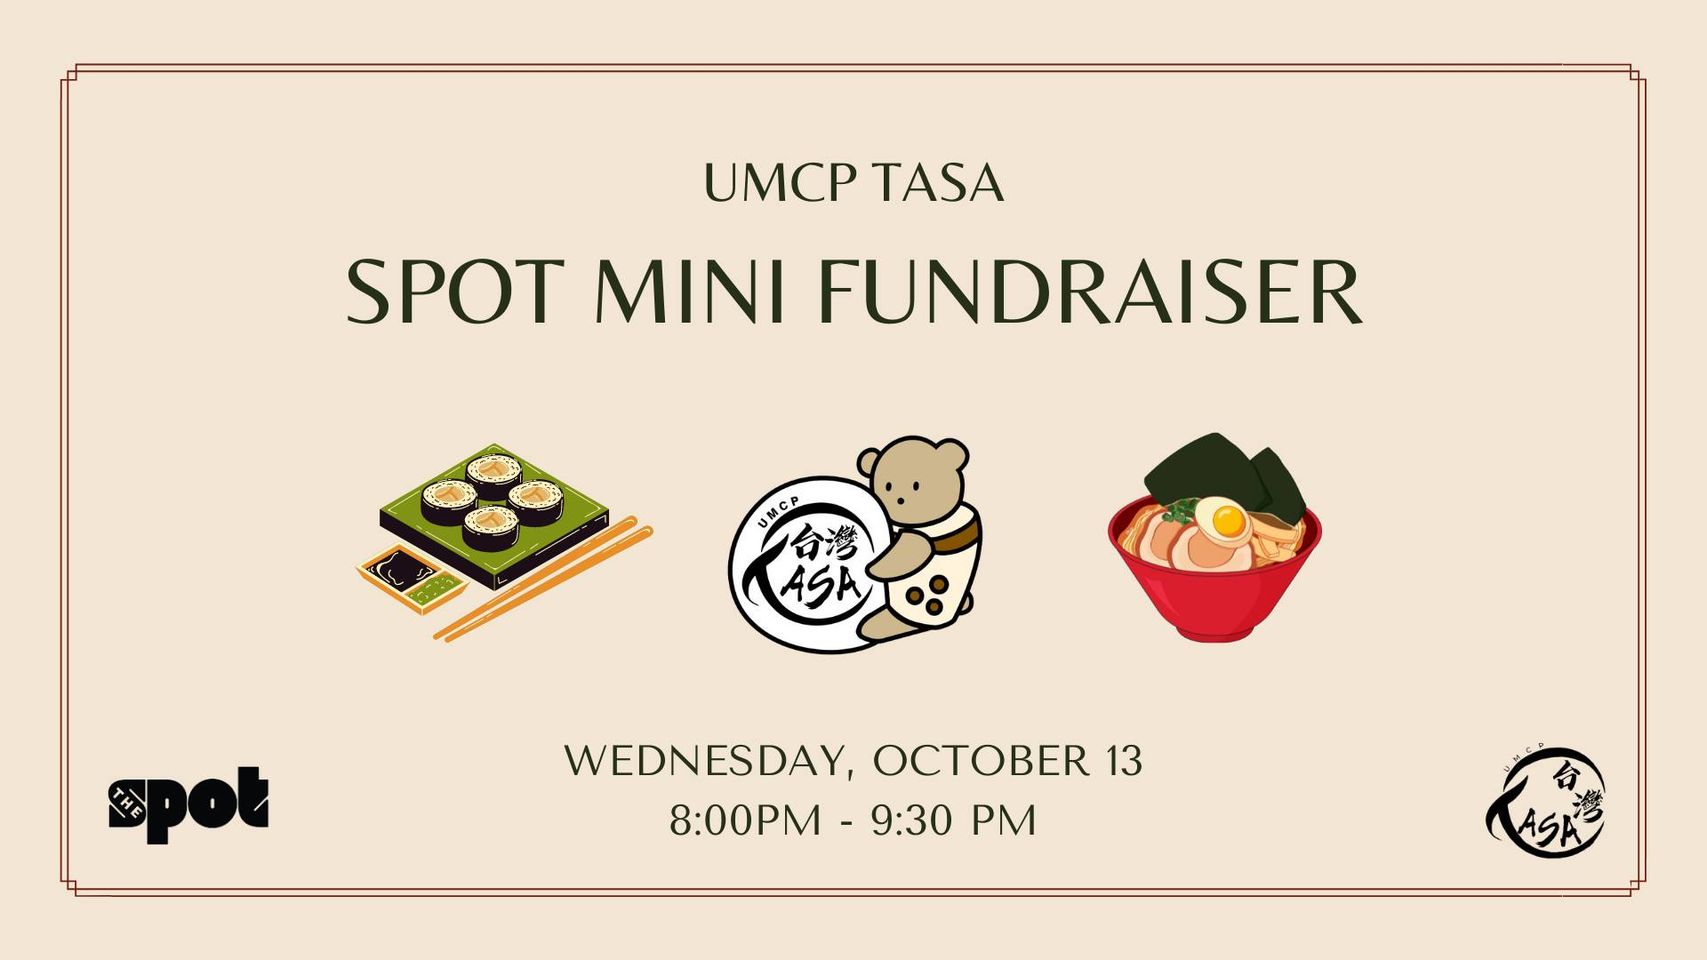 UMCP TASA
SPOT MINI FUNDRAISER
UMCP
台灣
TASA
WEDNESDAY, OCTOBER 13
8:00PM - 9:30 PM
THE
spot
UMCP
台灣
TASA